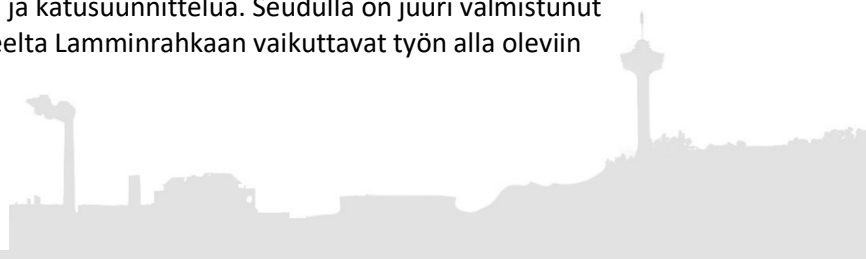 ja katusuunnittelua. Seudulla on juuri valmistunut
eelta Lamminrahkaan vaikuttavat työn alla oleviin